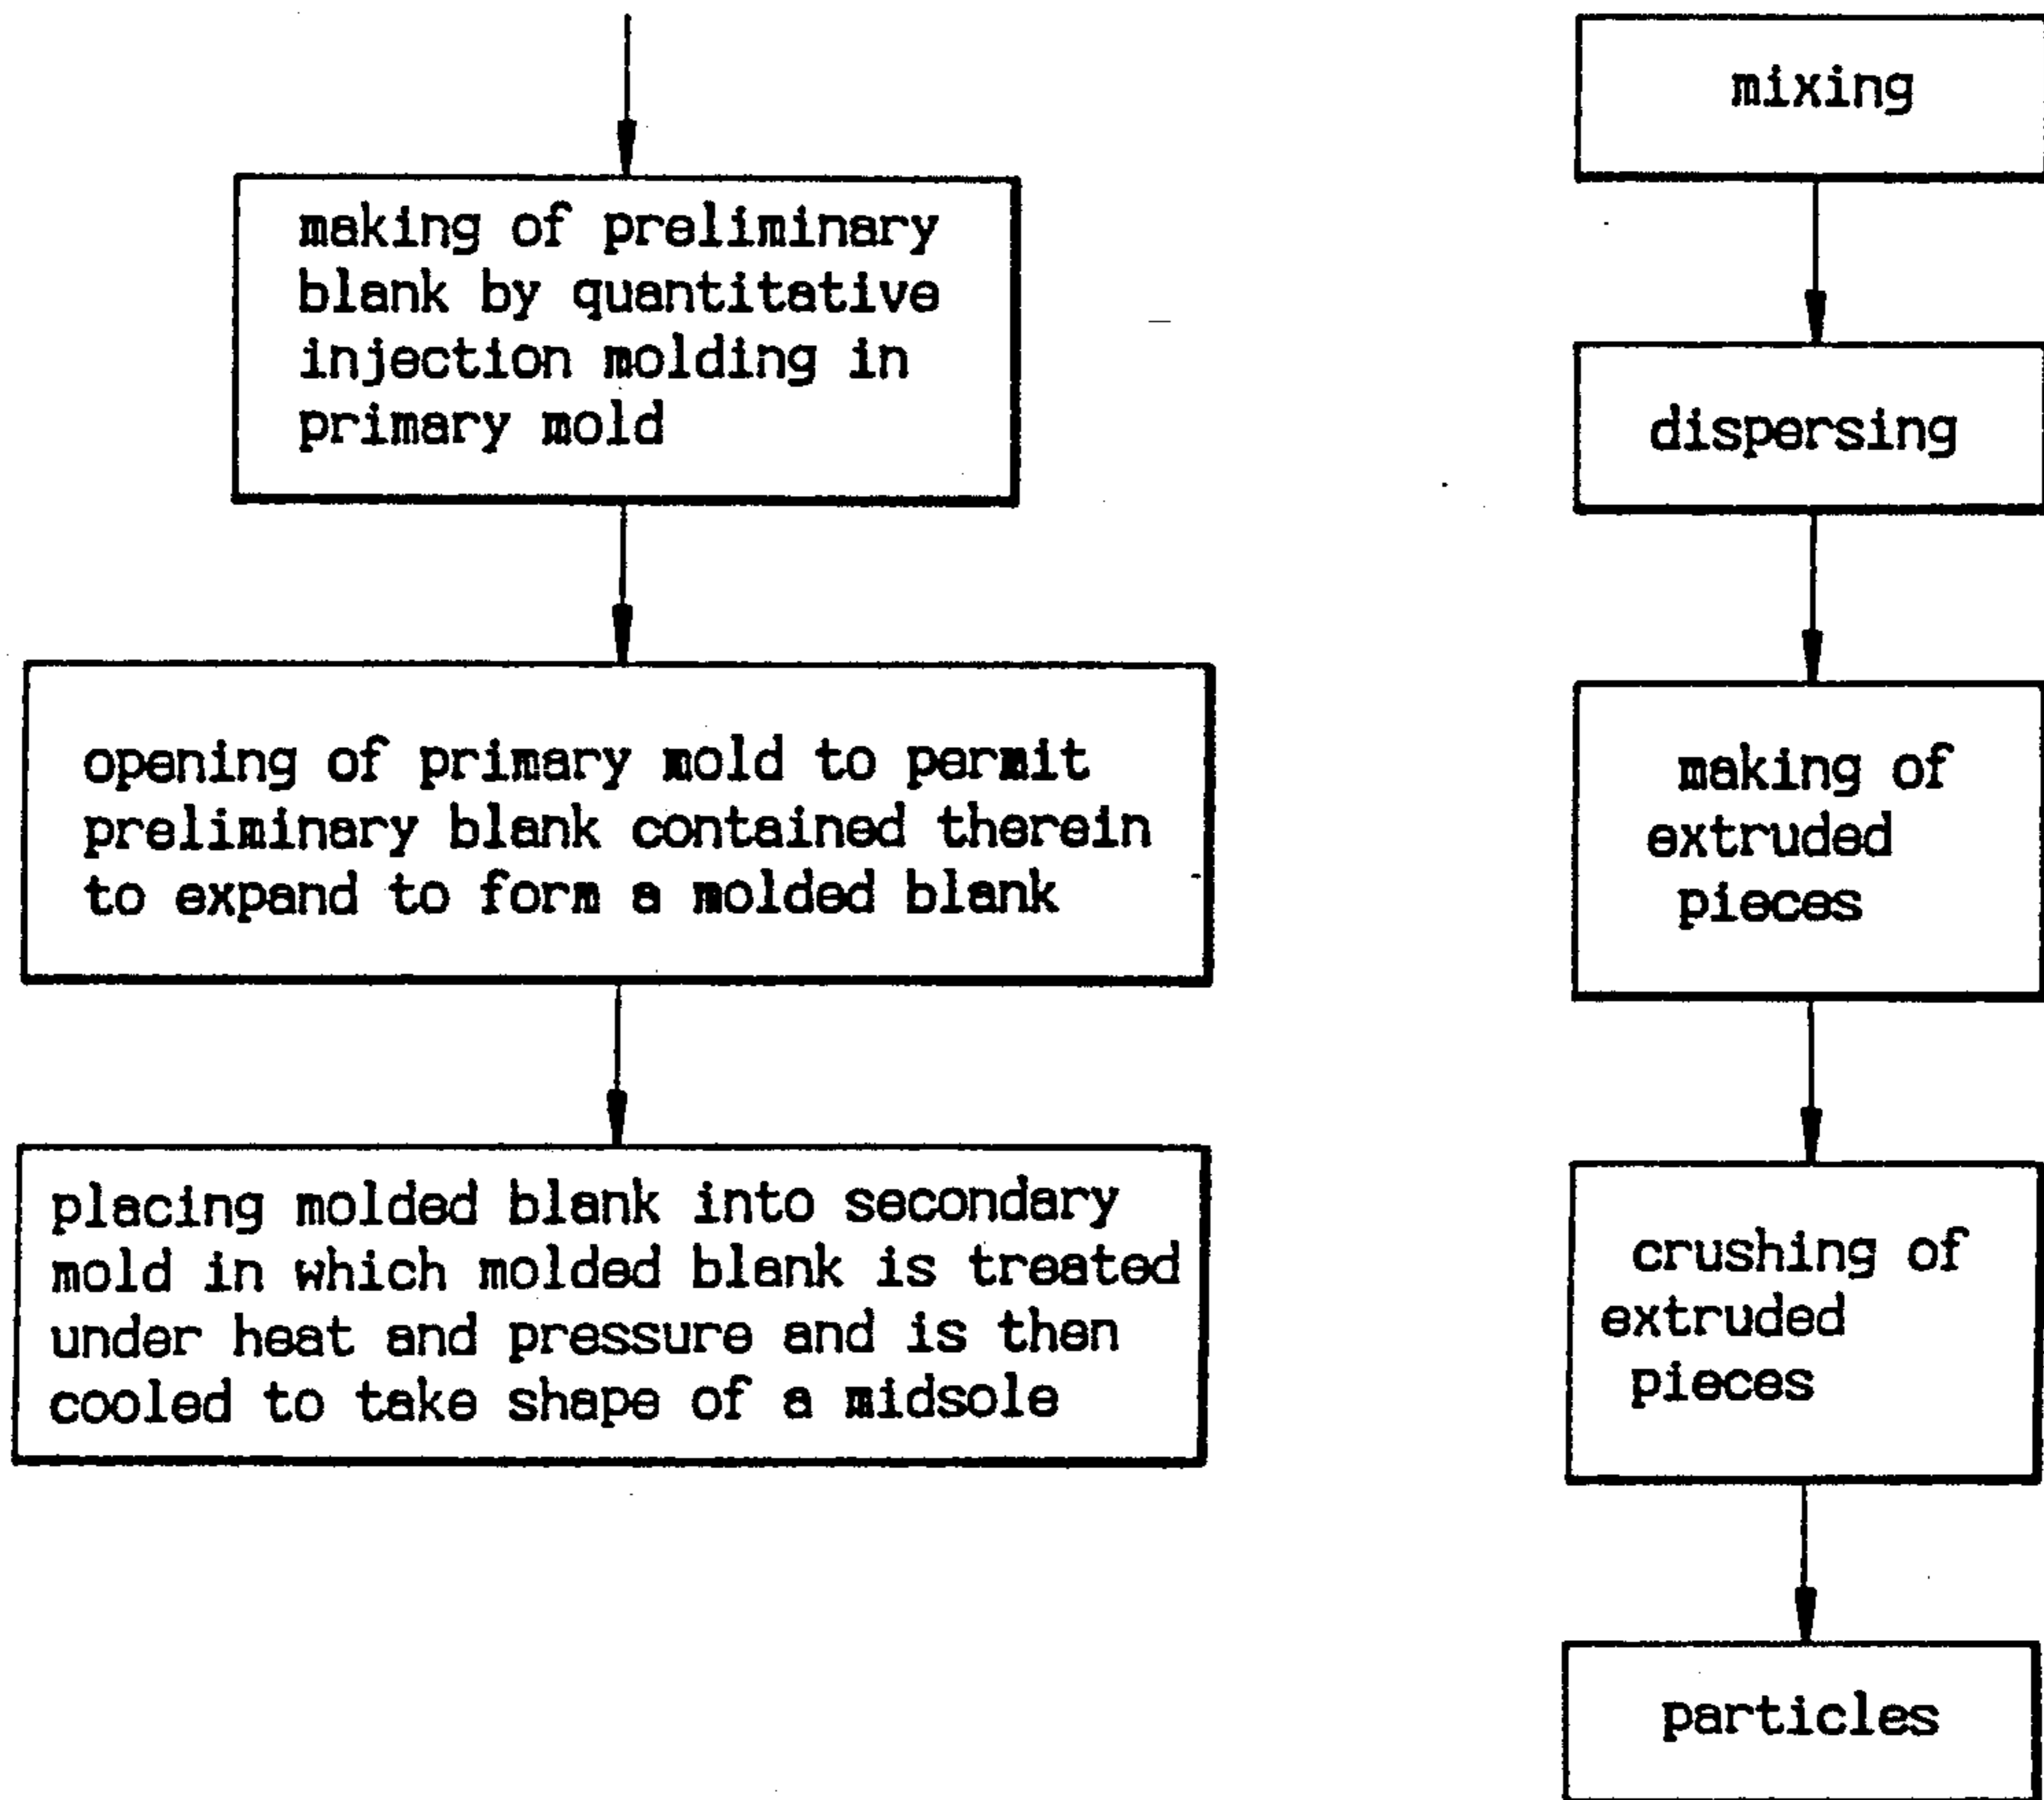 making of preliminary
blank by quantitative
injection molding in
primary mold
opening of primary mold to permit
preliminary blank contained therein
to expand to form a molded blank
placing molded blank into secondary
mold in which molded blank is treated
under heat and pressure and is then
cooled to take shape of a midsole
mixing
dispersing
making of
extruded
pieces
crushing of
extruded
pieces
particles